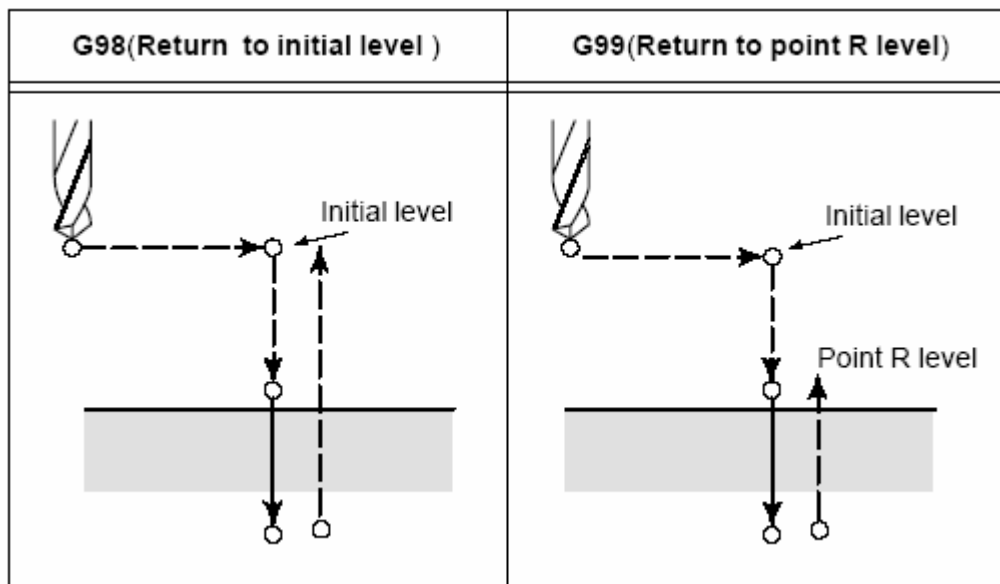 G98(Return to initial level )
G99(Return to point R level)
Initial level
Initial level
Point R level